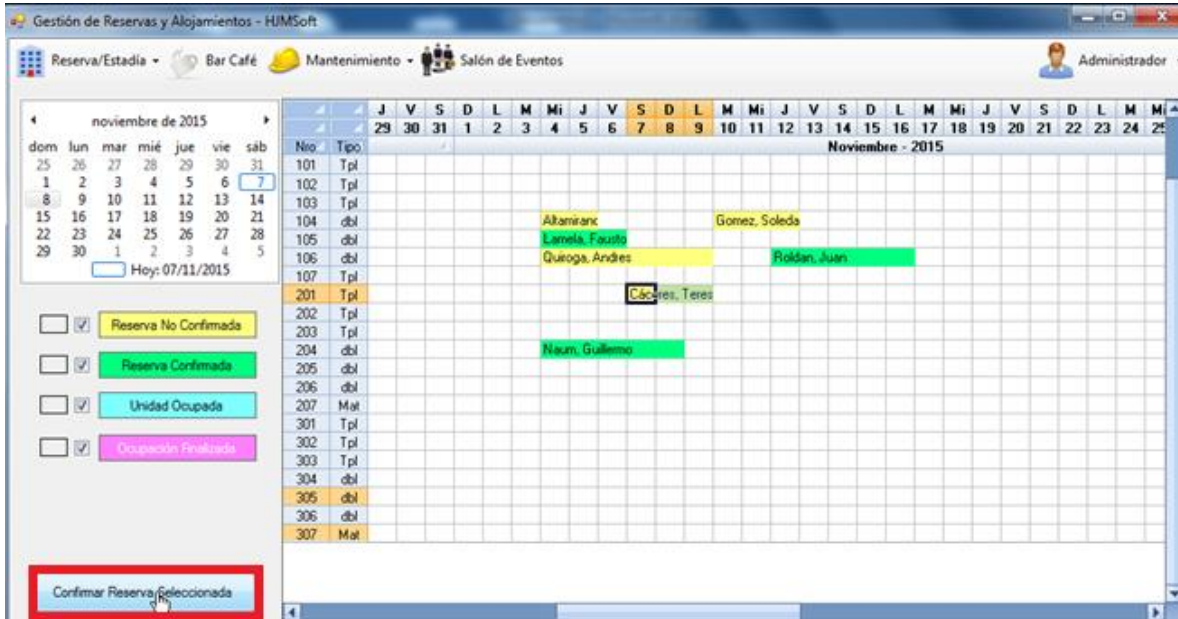 Gestión de Reservas y Alojamientos - HJMSoft
Reserva/Estadía Bar Café Mantenimiento Salón de Eventos Administrador
noviembre de 2015
dom lun mar mié jue vie sáb
25 26 27 28 29 30 31
1 2 3 4 5 6 7
8 9 10 11 12 13 14
15 16 17 18 19 20 21
22 23 24 25 26 27 28
29 30 1 2 3 4 5
Hoy: 07/11/2015
Reserva No Confirmada
Reserva Confirmada
Unidad Ocupada
Ocupación Finalizada
Confirmar Reserva Seleccionada
J V S D L M Mi J V S D L M Mi J V S D L M Mi J V S D L M Mi
29 30 31 1 2 3 4 5 6 7 8 9 10 11 12 13 14 15 16 17 18 19 20 21 22 23 24 25
Nro Tipo Noviembre - 2015
101 Tpl
102 Tpl
103 Tpl
104 dbl Altamiranc Gomez, Soleda
105 dbl Lamela, Fausto
106 dbl Quiroga, Andres Roldan, Juan
107 Tpl
201 Tpl Cáceres, Teres
202 Tpl
203 Tpl
204 dbl Naum, Guillermo
205 dbl
206 dbl
207 Mat
301 Tpl
302 Tpl
303 Tpl
304 dbl
305 dbl
306 dbl
307 Mat